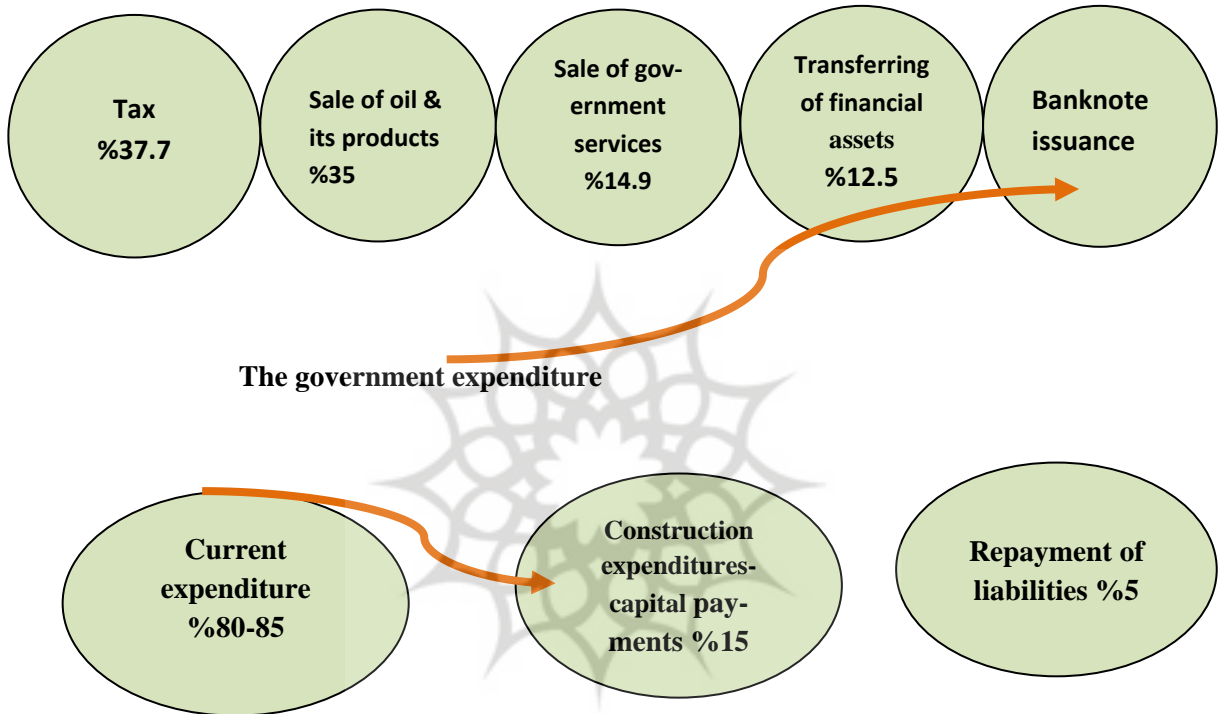 Tax
%37.7
Sale of oil &
its products
%35
Sale of gov-
ernment
services
%14.9
Transferring
of financial
assets
%12.5
Banknote
issuance
The government expenditure
Current
expenditure
%80-85
Construction
expenditures-
capital pay-
ments %15
Repayment of
liabilities %5